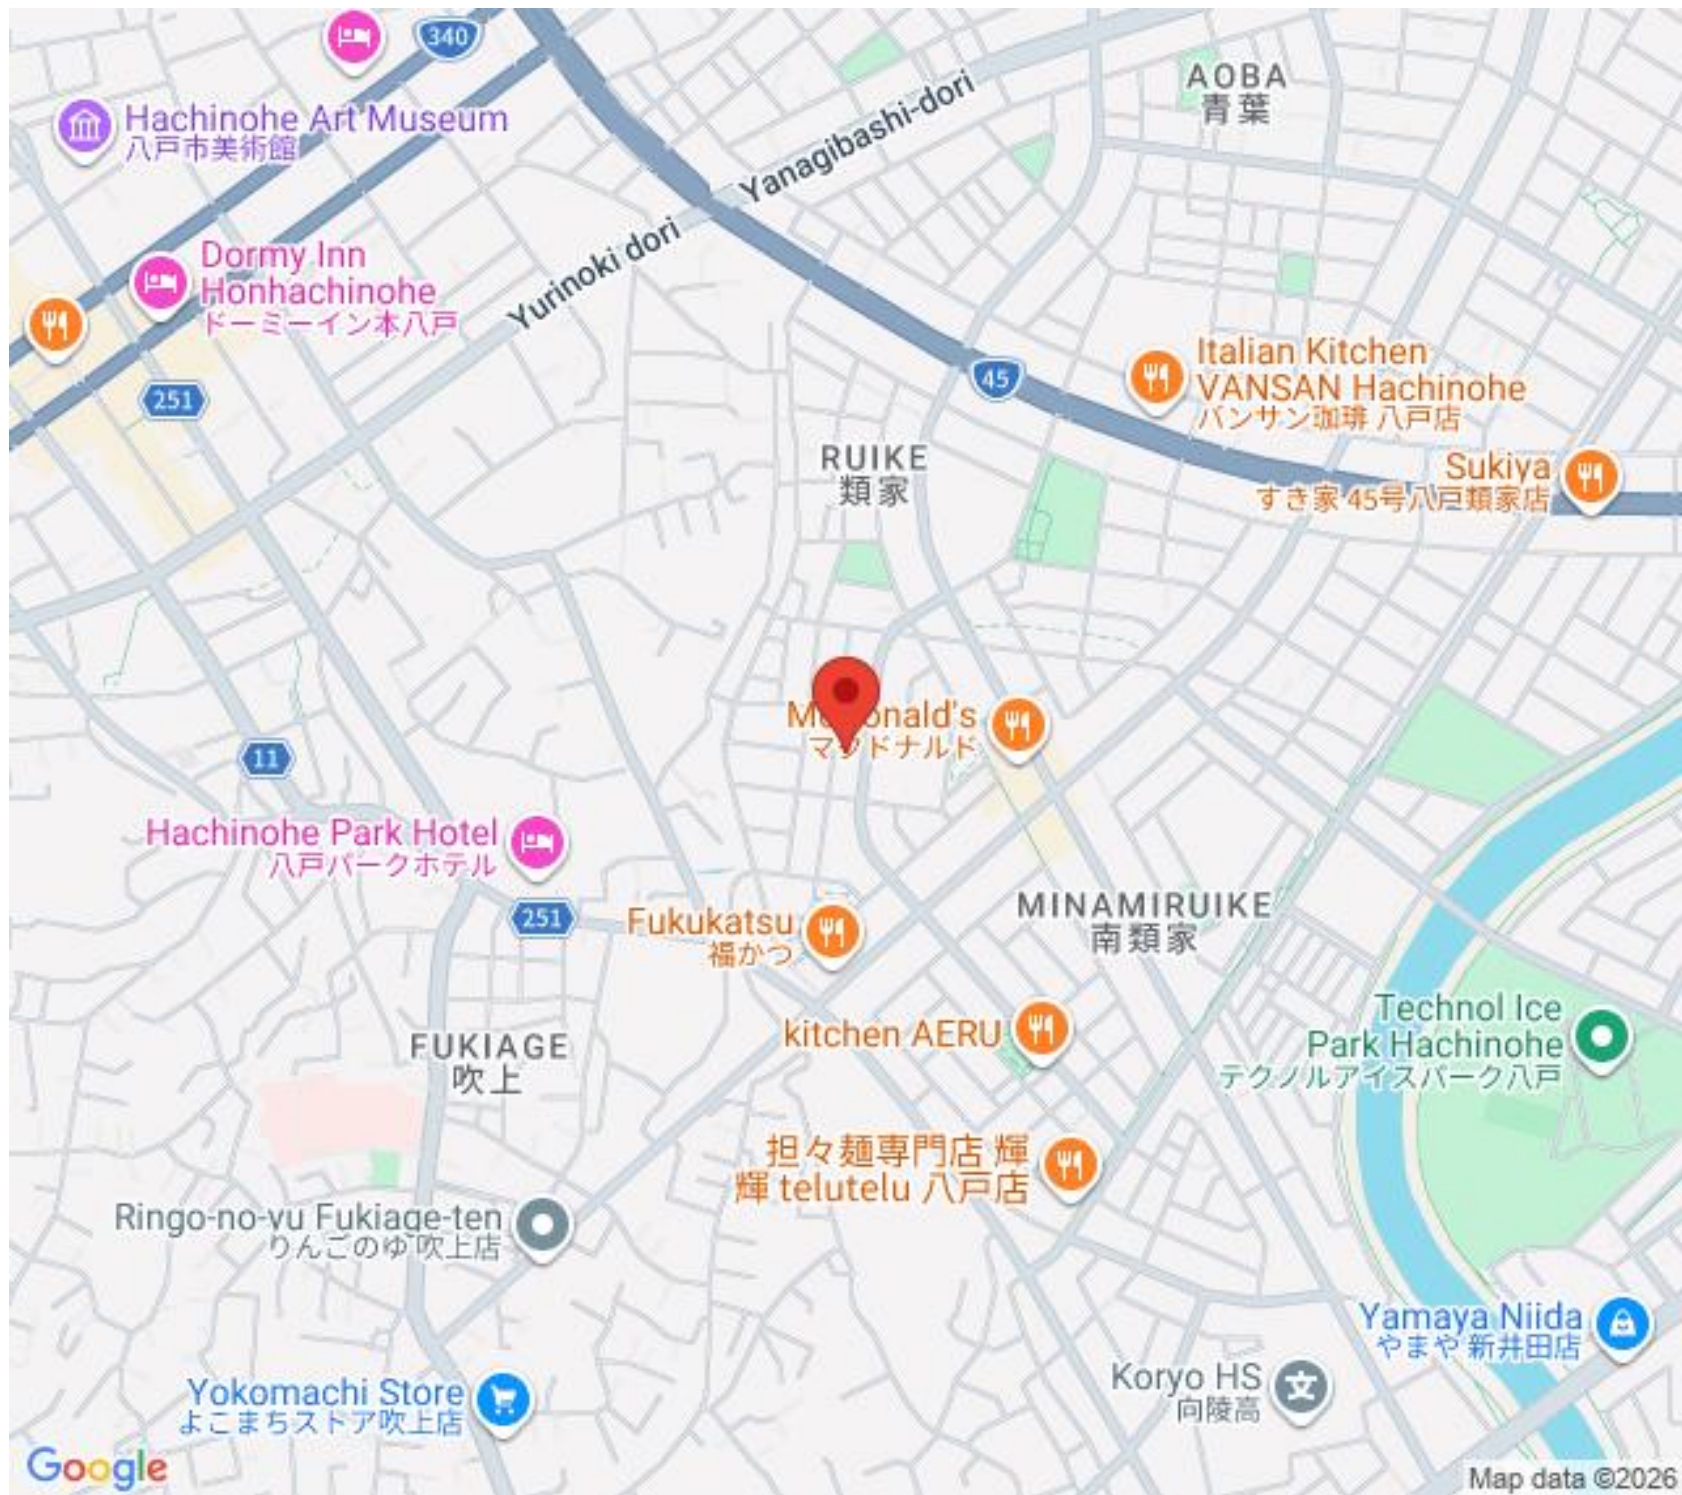 340
AOBA
青葉
Yanagibashi-dori
Hachinohe Art Museum
八戸市美術館
Yurinoki dori
Dormy Inn
Honhachinohe
ドーミーイン本八戸
251
45
Italian Kitchen
VANSAN Hachinohe
バンサン珈琲 八戸店
RUIKE
類家
Sukiya
すき家 45号八戸類家店
McDonald's
マクドナルド
11
Hachinohe Park Hotel
八戸パークホテル
251
Fukukatsu
福かつ
MINAMIRUIKE
南類家
Technol Ice
Park Hachinohe
テクノルアイスパーク八戸
kitchen AERU
FUKIAGE
吹上
担々麺専門店 輝
輝 telutelu 八戸店
Ringo-no-yu Fukiage-ten
りんごのゆ 吹上店
Yamaya Niida
やまや 新井田店
Koryo HS
向陵高
文
Yokomachi Store
よこまちストア吹上店
Google
Map data ©2026